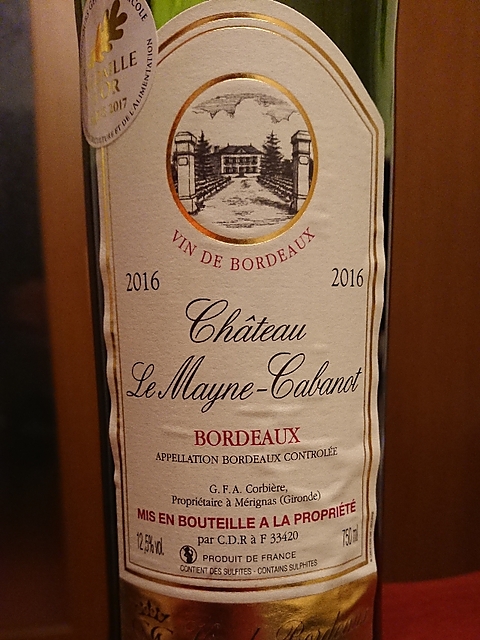 2017
VIN DE BORDEAUX
2016 2016
Château
Le Mayne-Cabanot
BORDEAUX
APPELLATION BORDEAUX CONTROLÉE
G. F. A. Corbière,
Propriétaire à Mérignas (Gironde)
MIS EN BOUTEILLE A LA PROPRIÉTÉ
12,5% vol. par C.D.R à F 33420 750 ml
PRODUIT DE FRANCE
CONTIENT DES SULFITES - CONTAINS SULPHITES